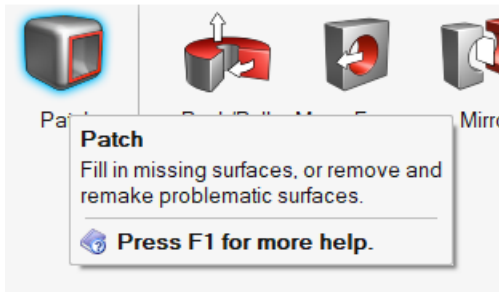 Patch
Fill in missing surfaces, or remove and
remake problematic surfaces.
Press F1 for more help.